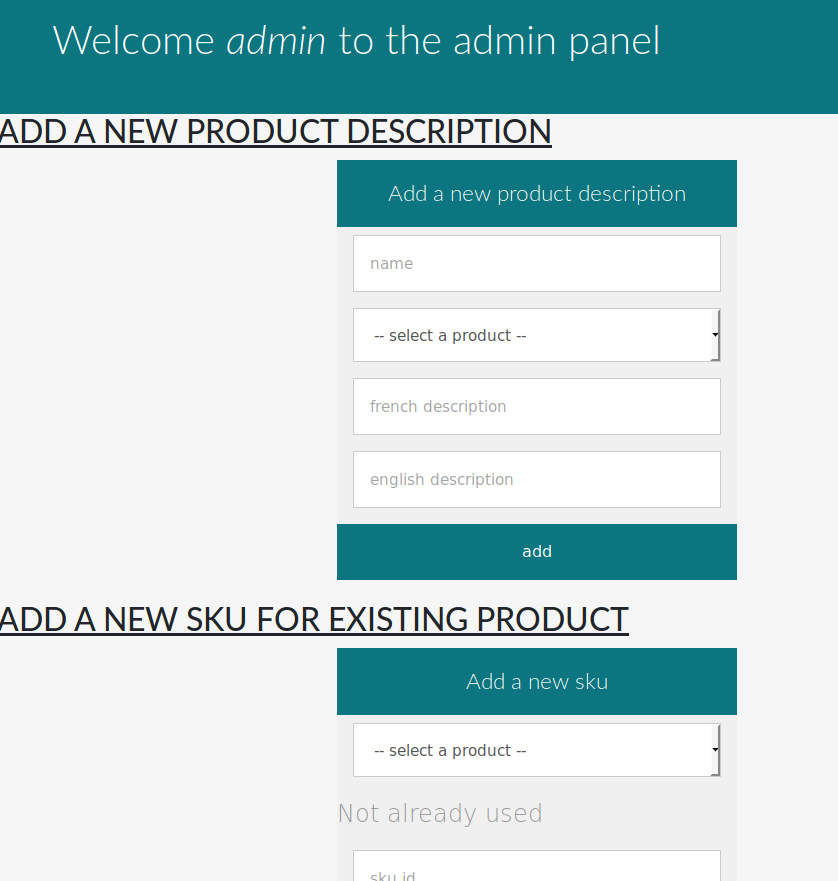 Welcome admin to the admin panel
ADD A NEW PRODUCT DESCRIPTION
Add a new product description
name
-- select a product --
french description
english description
add
ADD A NEW SKU FOR EXISTING PRODUCT
Add a new sku
-- select a product --
Not already used
sku id